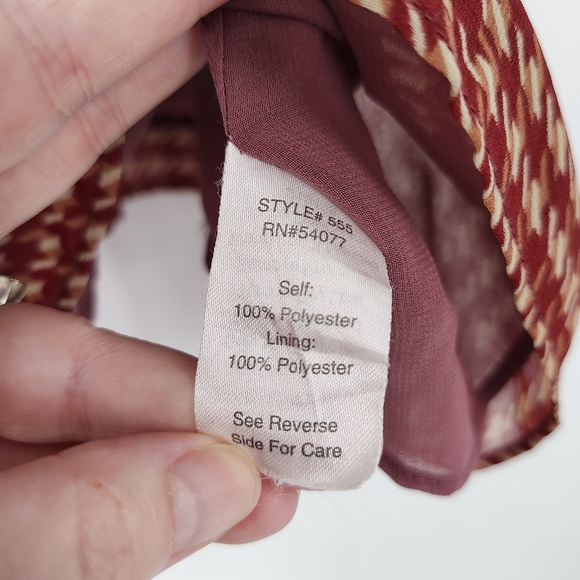 STYLE# 555
RN#54077
Self:
100% Polyester
Lining:
100% Polyester
See Reverse
Side For Care